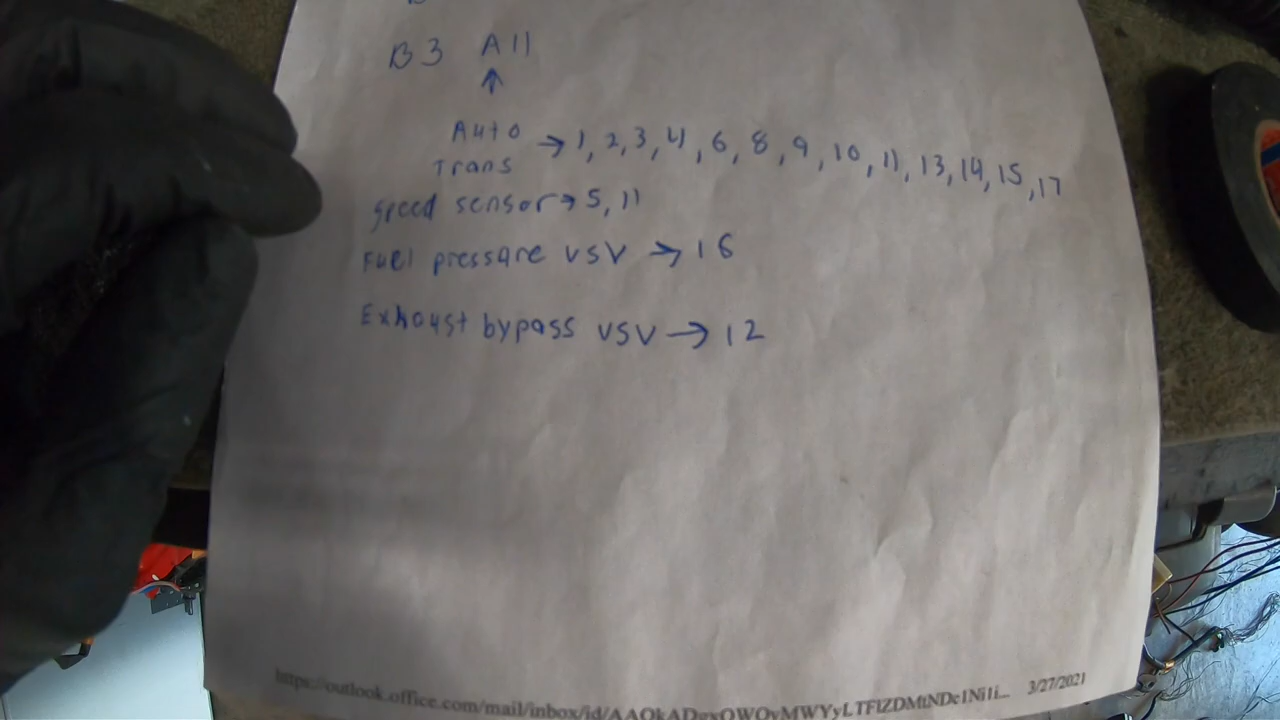 B3 All
Auto → 1, 2, 3, 4, 6, 8, 9, 10, 11, 13, 14, 15, 17
Trans
speed sensor → 5, 11
Fuel pressure VSV → 16
Exhaust bypass VSV → 12
3/27/2021